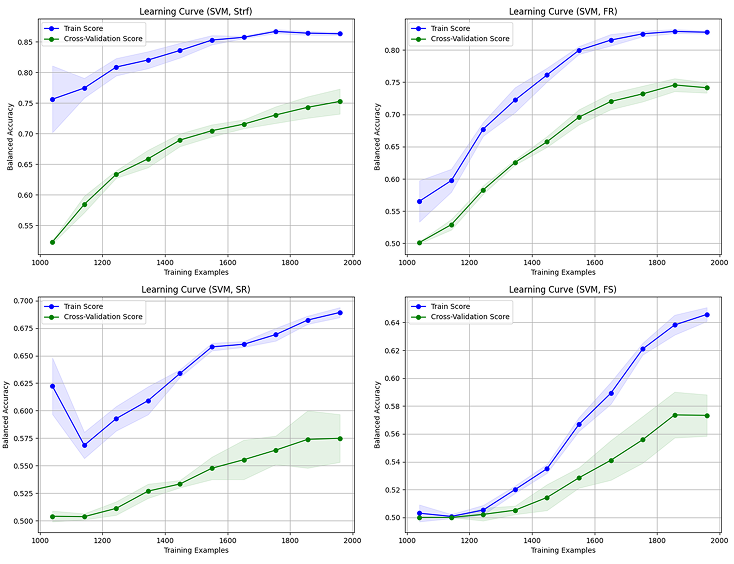 Learning Curve (SVM, Strf)
Train Score
Cross-Validation Score
Balanced Accuracy
0.85
0.80
0.75
0.70
0.65
0.60
0.55
1000 1200 1400 1600 1800 2000
Training Examples
Learning Curve (SVM, FR)
Train Score
Cross-Validation Score
Balanced Accuracy
0.80
0.75
0.70
0.65
0.60
0.55
0.50
1000 1200 1400 1600 1800 2000
Training Examples
Learning Curve (SVM, SR)
Train Score
Cross-Validation Score
Balanced Accuracy
0.700
0.675
0.650
0.625
0.600
0.575
0.550
0.525
0.500
1000 1200 1400 1600 1800 2000
Training Examples
Learning Curve (SVM, FS)
Train Score
Cross-Validation Score
Balanced Accuracy
0.64
0.62
0.60
0.58
0.56
0.54
0.52
0.50
1000 1200 1400 1600 1800 2000
Training Examples